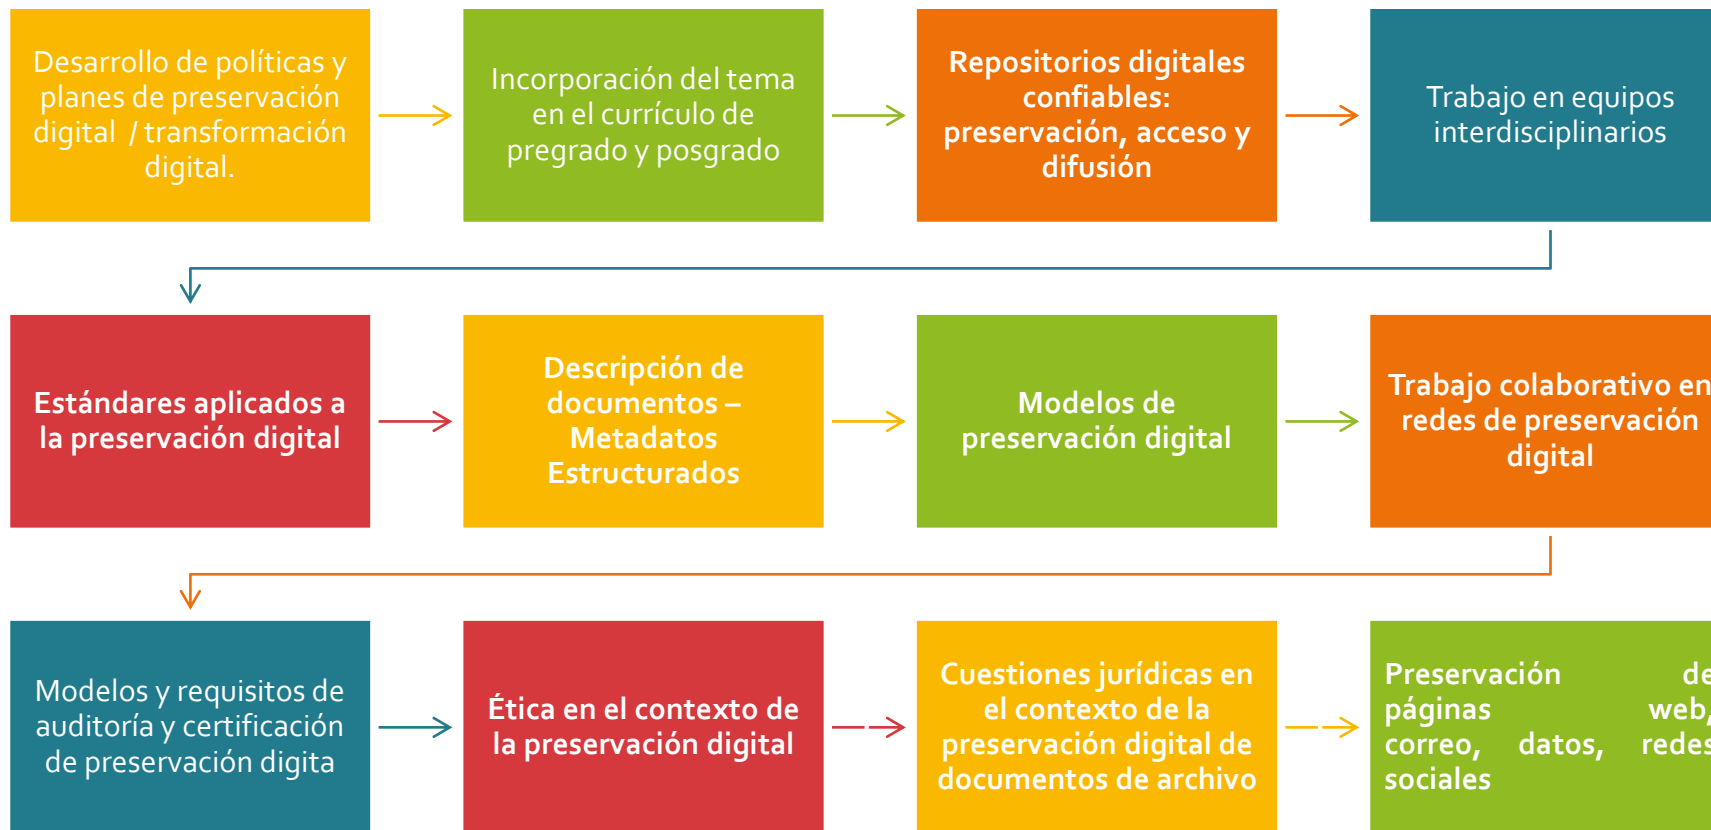 Desarrollo de políticas y
planes de preservación
digital / transformación
digital.
Incorporación del tema
en el currículo de
pregrado y posgrado
Repositorios digitales
confiables:
preservación, acceso y
difusión
Trabajo en equipos
interdisciplinarios
Estándares aplicados a
la preservación digital
Descripción de
documentos –
Metadatos
Estructurados
Modelos de
preservación digital
Trabajo colaborativo en
redes de preservación
digital
Modelos y requisitos de
auditoría y certificación
de preservación digita
Ética en el contexto de
la preservación digital
Cuestiones jurídicas en
el contexto de la
preservación digital de
documentos de archivo
Preservación de
páginas web,
correo, datos, redes
sociales